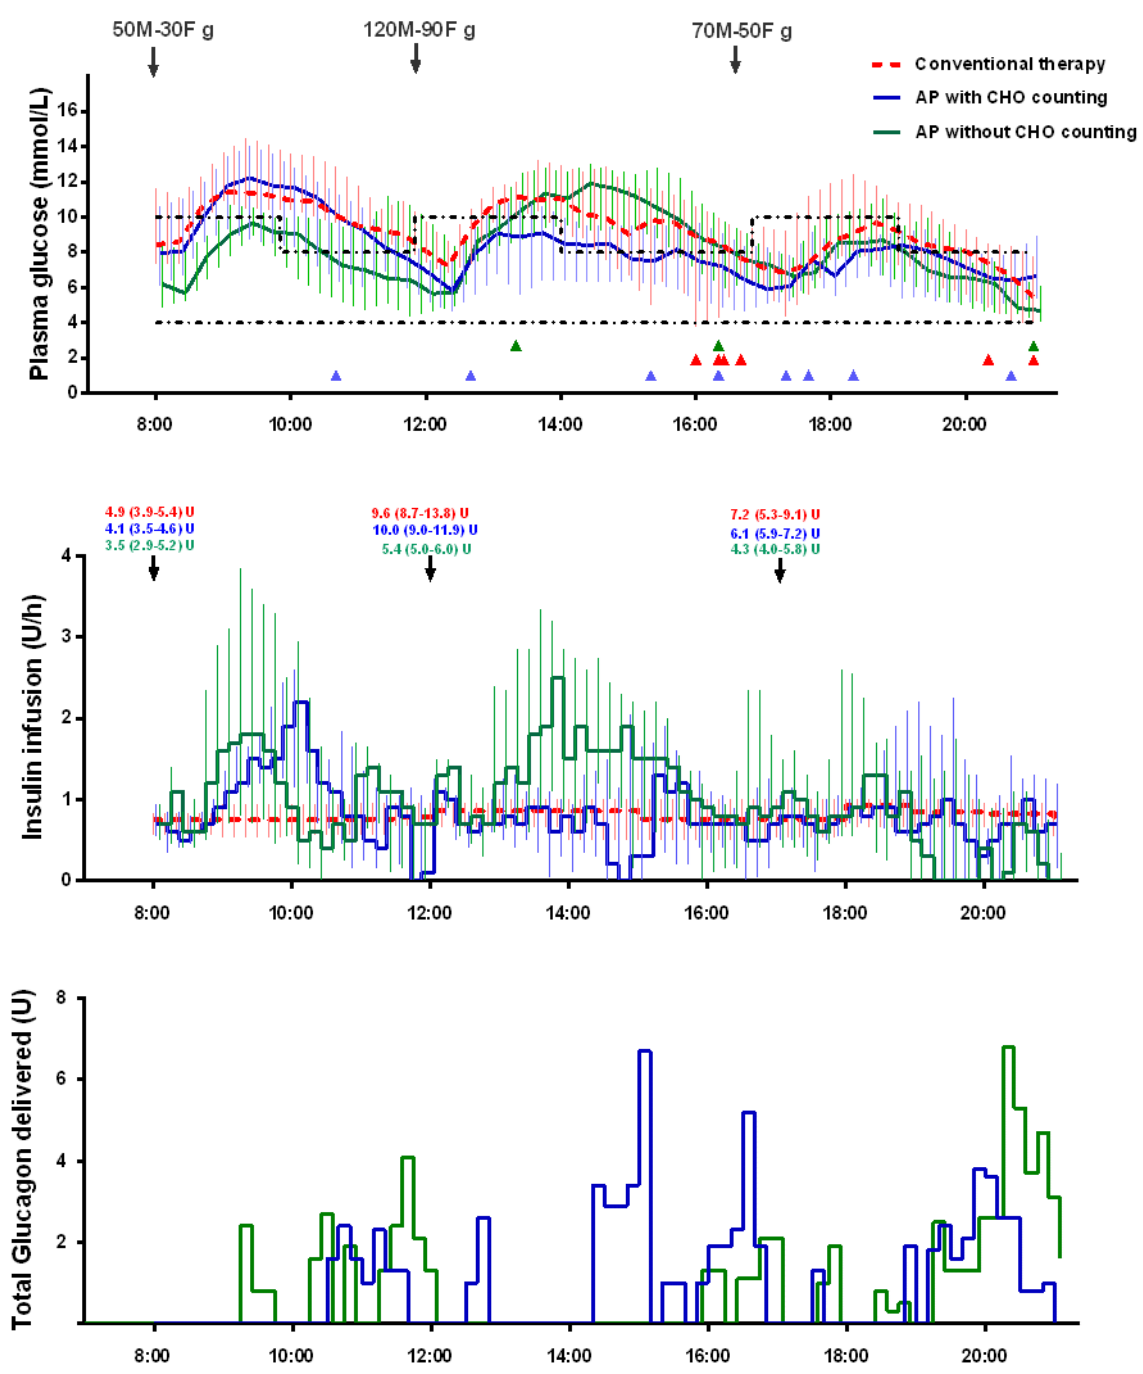 50M-30F g
120M-90F g
70M-50F g
Conventional therapy
AP with CHO counting
AP without CHO counting
Plasma glucose (mmol/L)
16
14
12
10
8
6
4
2
0
8:00
10:00
12:00
14:00
16:00
18:00
20:00
4.9 (3.9-5.4) U
4.1 (3.5-4.6) U
3.5 (2.9-5.2) U
9.6 (8.7-13.8) U
10.0 (9.0-11.9) U
5.4 (5.0-6.0) U
7.2 (5.3-9.1) U
6.1 (5.9-7.2) U
4.3 (4.0-5.8) U
Insulin infusion (U/h)
4
3
2
1
0
8:00
10:00
12:00
14:00
16:00
18:00
20:00
Total Glucagon delivered (U)
8
6
4
2
8:00
10:00
12:00
14:00
16:00
18:00
20:00